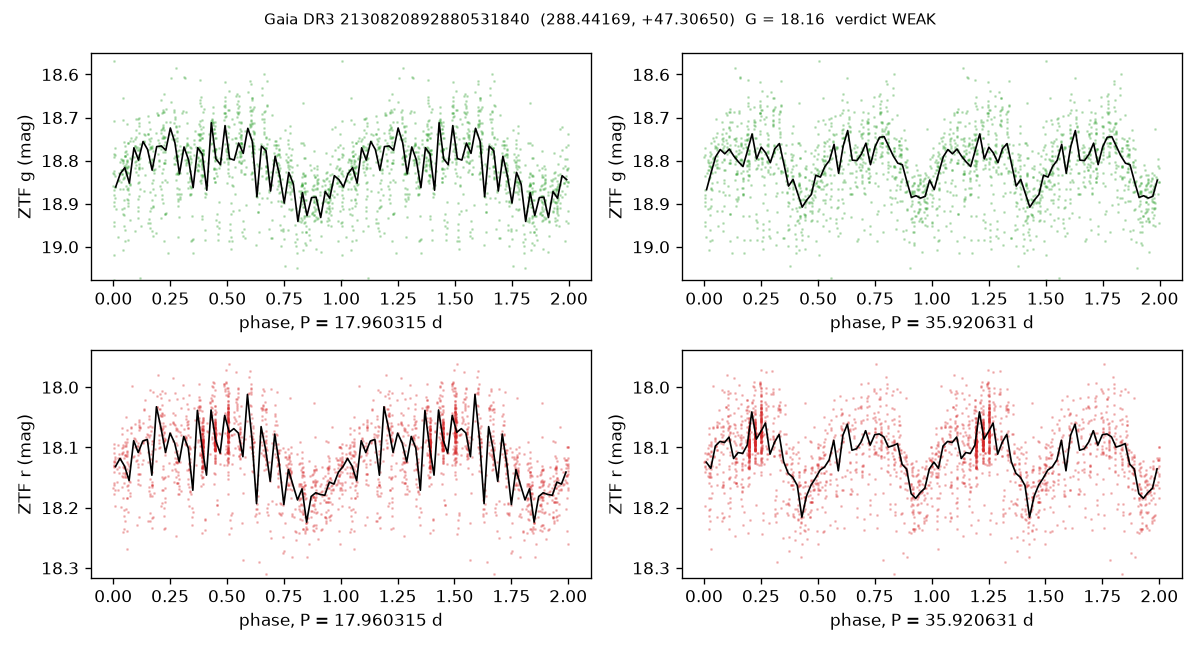 Gaia DR3 2130820892880531840  (288.44169, +47.30650)  G = 18.16  verdict WEAK
ZTF g (mag)
18.6
18.7
18.8
18.9
19.0
0.00 0.25 0.50 0.75 1.00 1.25 1.50 1.75 2.00
phase, P = 17.960315 d
ZTF g (mag)
18.6
18.7
18.8
18.9
19.0
0.00 0.25 0.50 0.75 1.00 1.25 1.50 1.75 2.00
phase, P = 35.920631 d
ZTF r (mag)
18.0
18.1
18.2
18.3
0.00 0.25 0.50 0.75 1.00 1.25 1.50 1.75 2.00
phase, P = 17.960315 d
ZTF r (mag)
18.0
18.1
18.2
18.3
0.00 0.25 0.50 0.75 1.00 1.25 1.50 1.75 2.00
phase, P = 35.920631 d